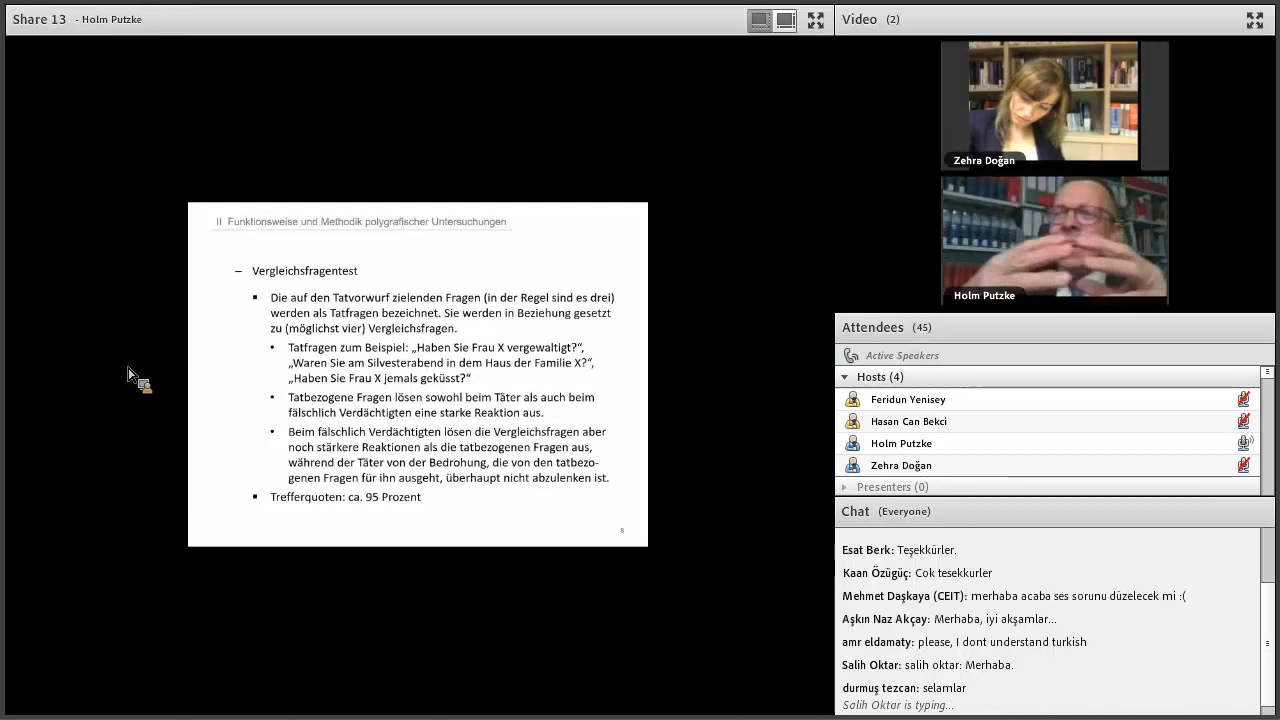 Share 13 - Holm Putzke
Video (2)
Zehra Doğan
Holm Putzke
II Funktionsweise und Methodik polygrafischer Untersuchungen
– Vergleichsfragentest
▪ Die auf den Tatvorwurf zielenden Fragen (in der Regel sind es drei)
werden als Tatfragen bezeichnet. Sie werden in Beziehung gesetzt
zu (möglichst vier) Vergleichsfragen.
• Tatfragen zum Beispiel: „Haben Sie Frau X vergewaltigt?“,
„Waren Sie am Silvesterabend in dem Haus der Familie X?“,
„Haben Sie Frau X jemals geküsst?“
• Tatbezogene Fragen lösen sowohl beim Täter als auch beim
fälschlich Verdächtigten eine starke Reaktion aus.
• Beim fälschlich Verdächtigten lösen die Vergleichsfragen aber
noch stärkere Reaktionen als die tatbezogenen Fragen aus,
während der Täter von der Bedrohung, die von den tatbezo-
genen Fragen für ihn ausgeht, überhaupt nicht abzulenken ist.
▪ Trefferquoten: ca. 95 Prozent
8
Attendees (45)
Active Speakers
Hosts (4)
Feridun Yenisey
Hasan Can Bekci
Holm Putzke
Zehra Doğan
Presenters (0)
Chat (Everyone)
Esat Berk: Teşekkürler.
Kaan Özügüç: Cok tesekkurler
Mehmet Daşkaya (CEIT): merhaba acaba ses sorunu düzelecek mi :(
Aşkın Naz Akçay: Merhaba, iyi akşamlar...
amr eldamaty: please, I dont understand turkish
Salih Oktar: salih oktar: Merhaba.
durmuş tezcan: selamlar
Salih Oktar is typing...